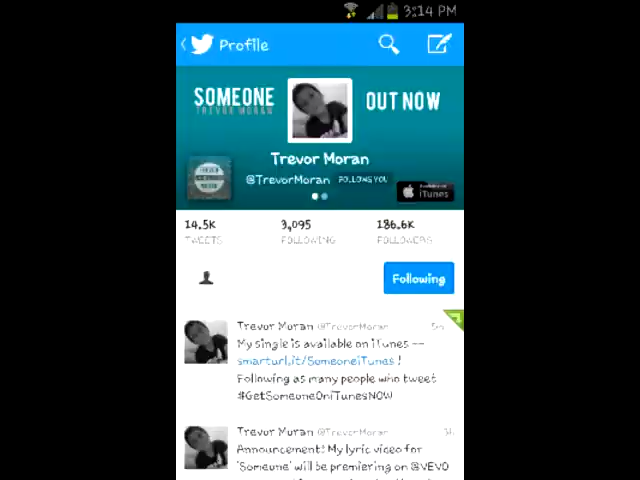 3:14 PM
Profile
SOMEONE
TREVOR MORAN
OUT NOW
Trevor Moran
@TrevorMoran FOLLOWS YOU
iTunes
14.5K
3,095
186.6K
TWEETS
FOLLOWING
FOLLOWERS
Following
Trevor Moran @TrevorMoran
My single is available on iTunes --
smarturl.it/SomeoneiTunes !
Following as many people who tweet
#GetSomeoneOniTunesNOW
Trevor Moran @TrevorMoran
Announcement! My lyric video for
'Someone' will be premiering on @VEVO